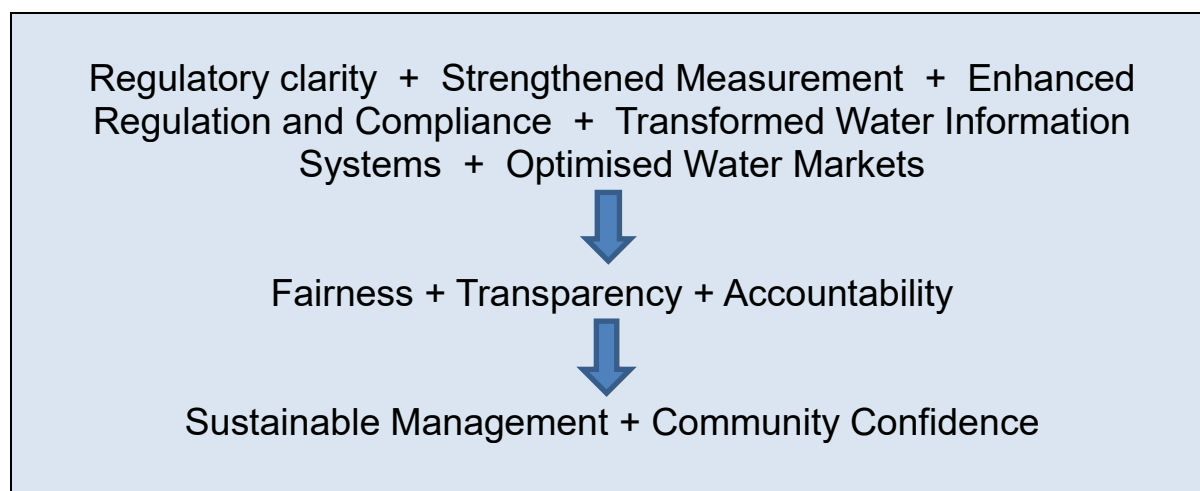 Regulatory clarity + Strengthened Measurement + Enhanced
Regulation and Compliance + Transformed Water Information
Systems + Optimised Water Markets
Fairness + Transparency + Accountability
Sustainable Management + Community Confidence